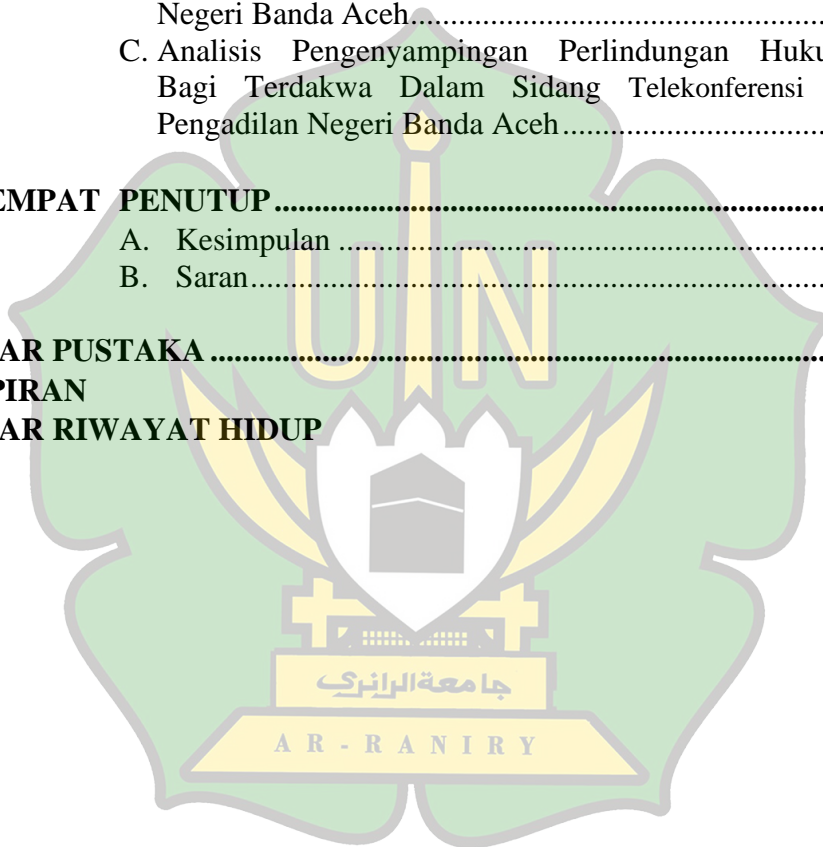 Negeri Banda Aceh.............................................................
C. Analisis Pengenyampingan Perlindungan Huku
Bagi Terdakwa Dalam Sidang Telekonferensi
Pengadilan Negeri Banda Aceh.................................
EMPAT PENUTUP.....................................................................
A. Kesimpulan .............................................................
B. Saran.........................................................................
AR PUSTAKA .............................................................................
PIRAN
AR RIWAYAT HIDUP
UIN
جامعة الرانري
AR-RANIRY